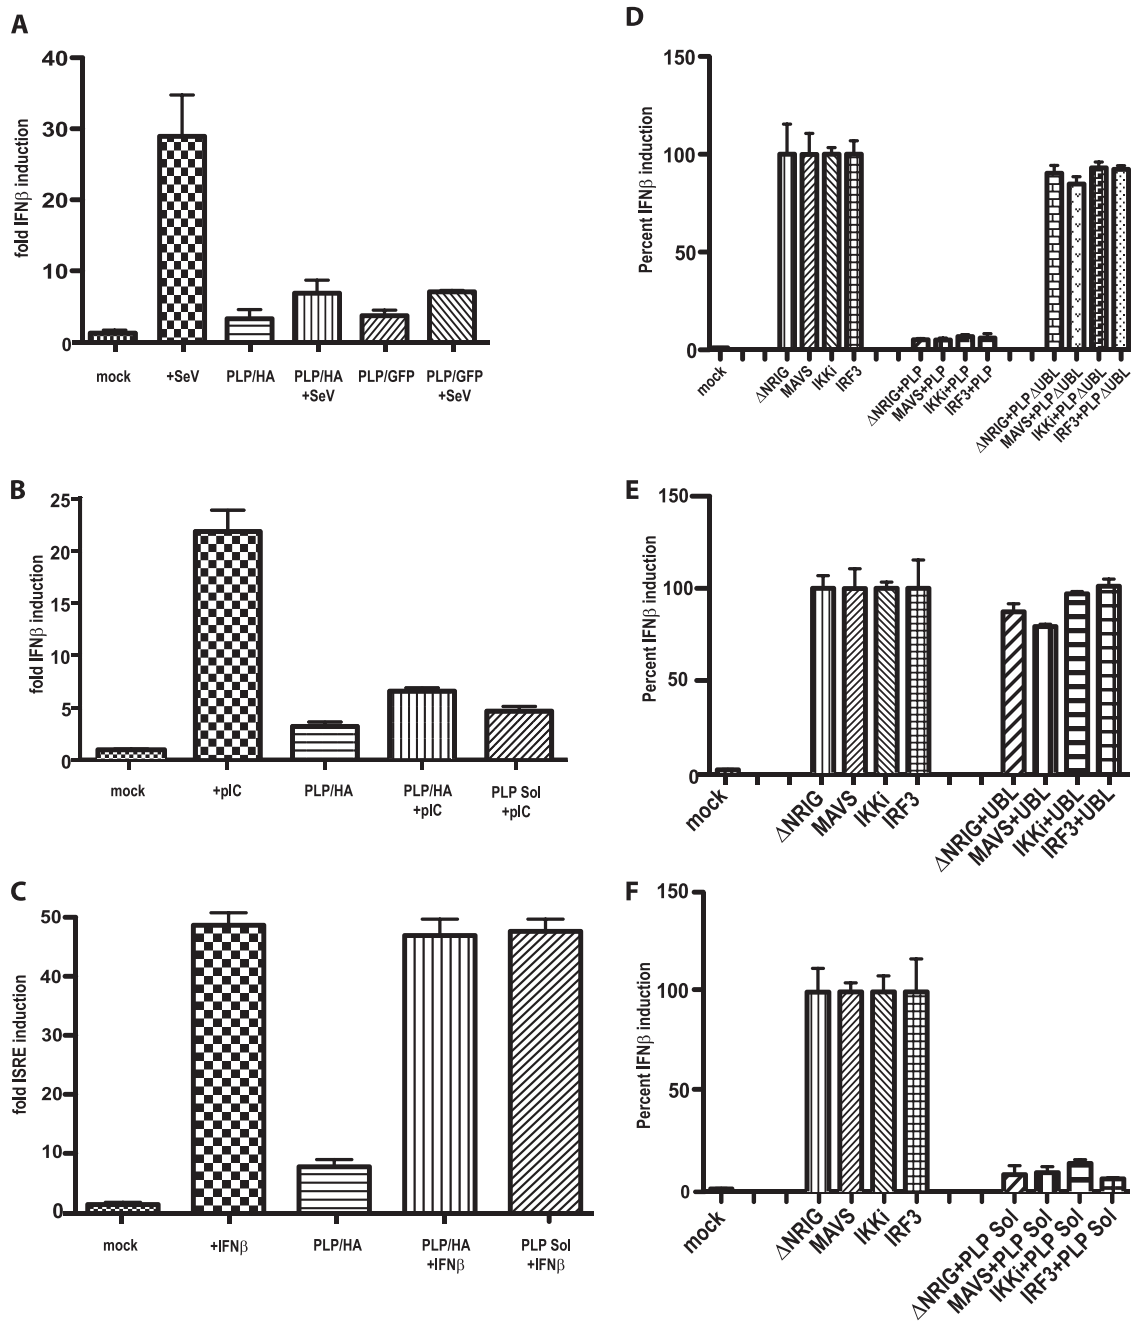 A
fold IFNβ induction
40
30
20
10
0
mock
+SeV
PLP/HA
PLP/HA
+SeV
PLP/GFP
PLP/GFP
+SeV
B
fold IFNβ induction
25
20
15
10
5
0
mock
+pIC
PLP/HA
PLP/HA
+pIC
PLP Sol
+pIC
C
fold ISRE induction
50
40
30
20
10
0
mock
+IFNβ
PLP/HA
PLP/HA
+IFNβ
PLP Sol
+IFNβ
D
Percent IFNβ induction
150
100
50
0
mock
ΔNRIG
MAVS
IKKi
IRF3
ΔNRIG+PLP
MAVS+PLP
IKKi+PLP
IRF3+PLP
ΔNRIG+PLPΔUBL
MAVS+PLPΔUBL
IKKi+PLPΔUBL
IRF3+PLPΔUBL
E
Percent IFNβ induction
150
100
50
0
mock
ΔNRIG
MAVS
IKKi
IRF3
ΔNRIG+UBL
MAVS+UBL
IKKi+UBL
IRF3+UBL
F
Percent IFNβ induction
150
100
50
0
mock
ΔNRIG
MAVS
IKKi
IRF3
ΔNRIG+PLP Sol
MAVS+PLP Sol
IKKi+PLP Sol
IRF3+PLP Sol